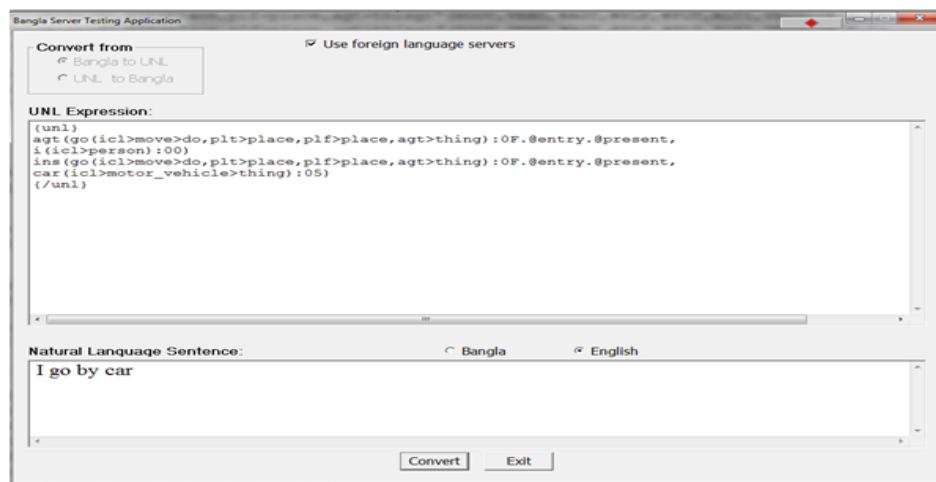 Bangla Server Testing Application
Convert from
Bangla to UNL
UNL to Bangla
Use foreign language servers
UNL Expression:
{unl}
agt(go(icl>move>do,plt>place,plf>place,agt>thing):0F.@entry.@present,
i(icl>person):00)
ins(go(icl>move>do,plt>place,plf>place,agt>thing):0F.@entry.@present,
car(icl>motor_vehicle>thing):05)
{/unl}
Natural Language Sentence:
Bangla
English
I go by car
Convert
Exit